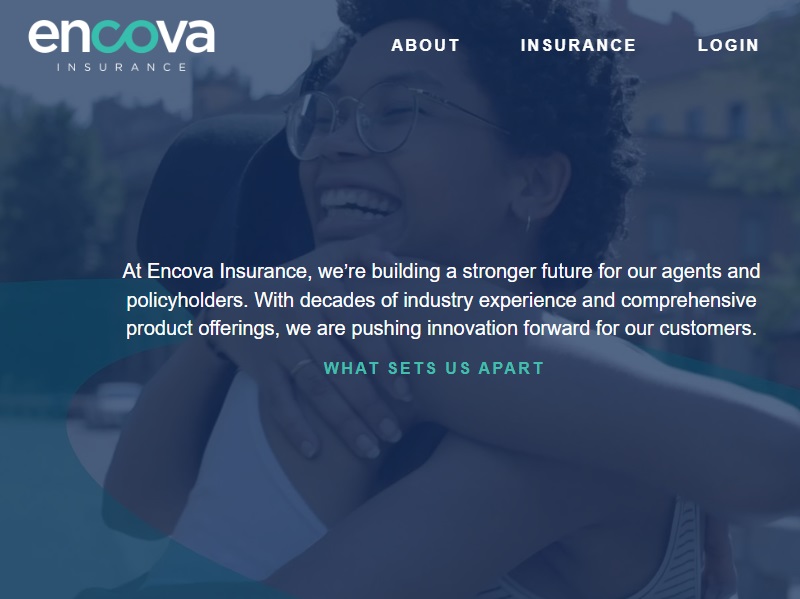 encova
INSURANCE
ABOUT INSURANCE LOGIN
At Encova Insurance, we’re building a stronger future for our agents and
policyholders. With decades of industry experience and comprehensive
product offerings, we are pushing innovation forward for our customers.
WHAT SETS US APART